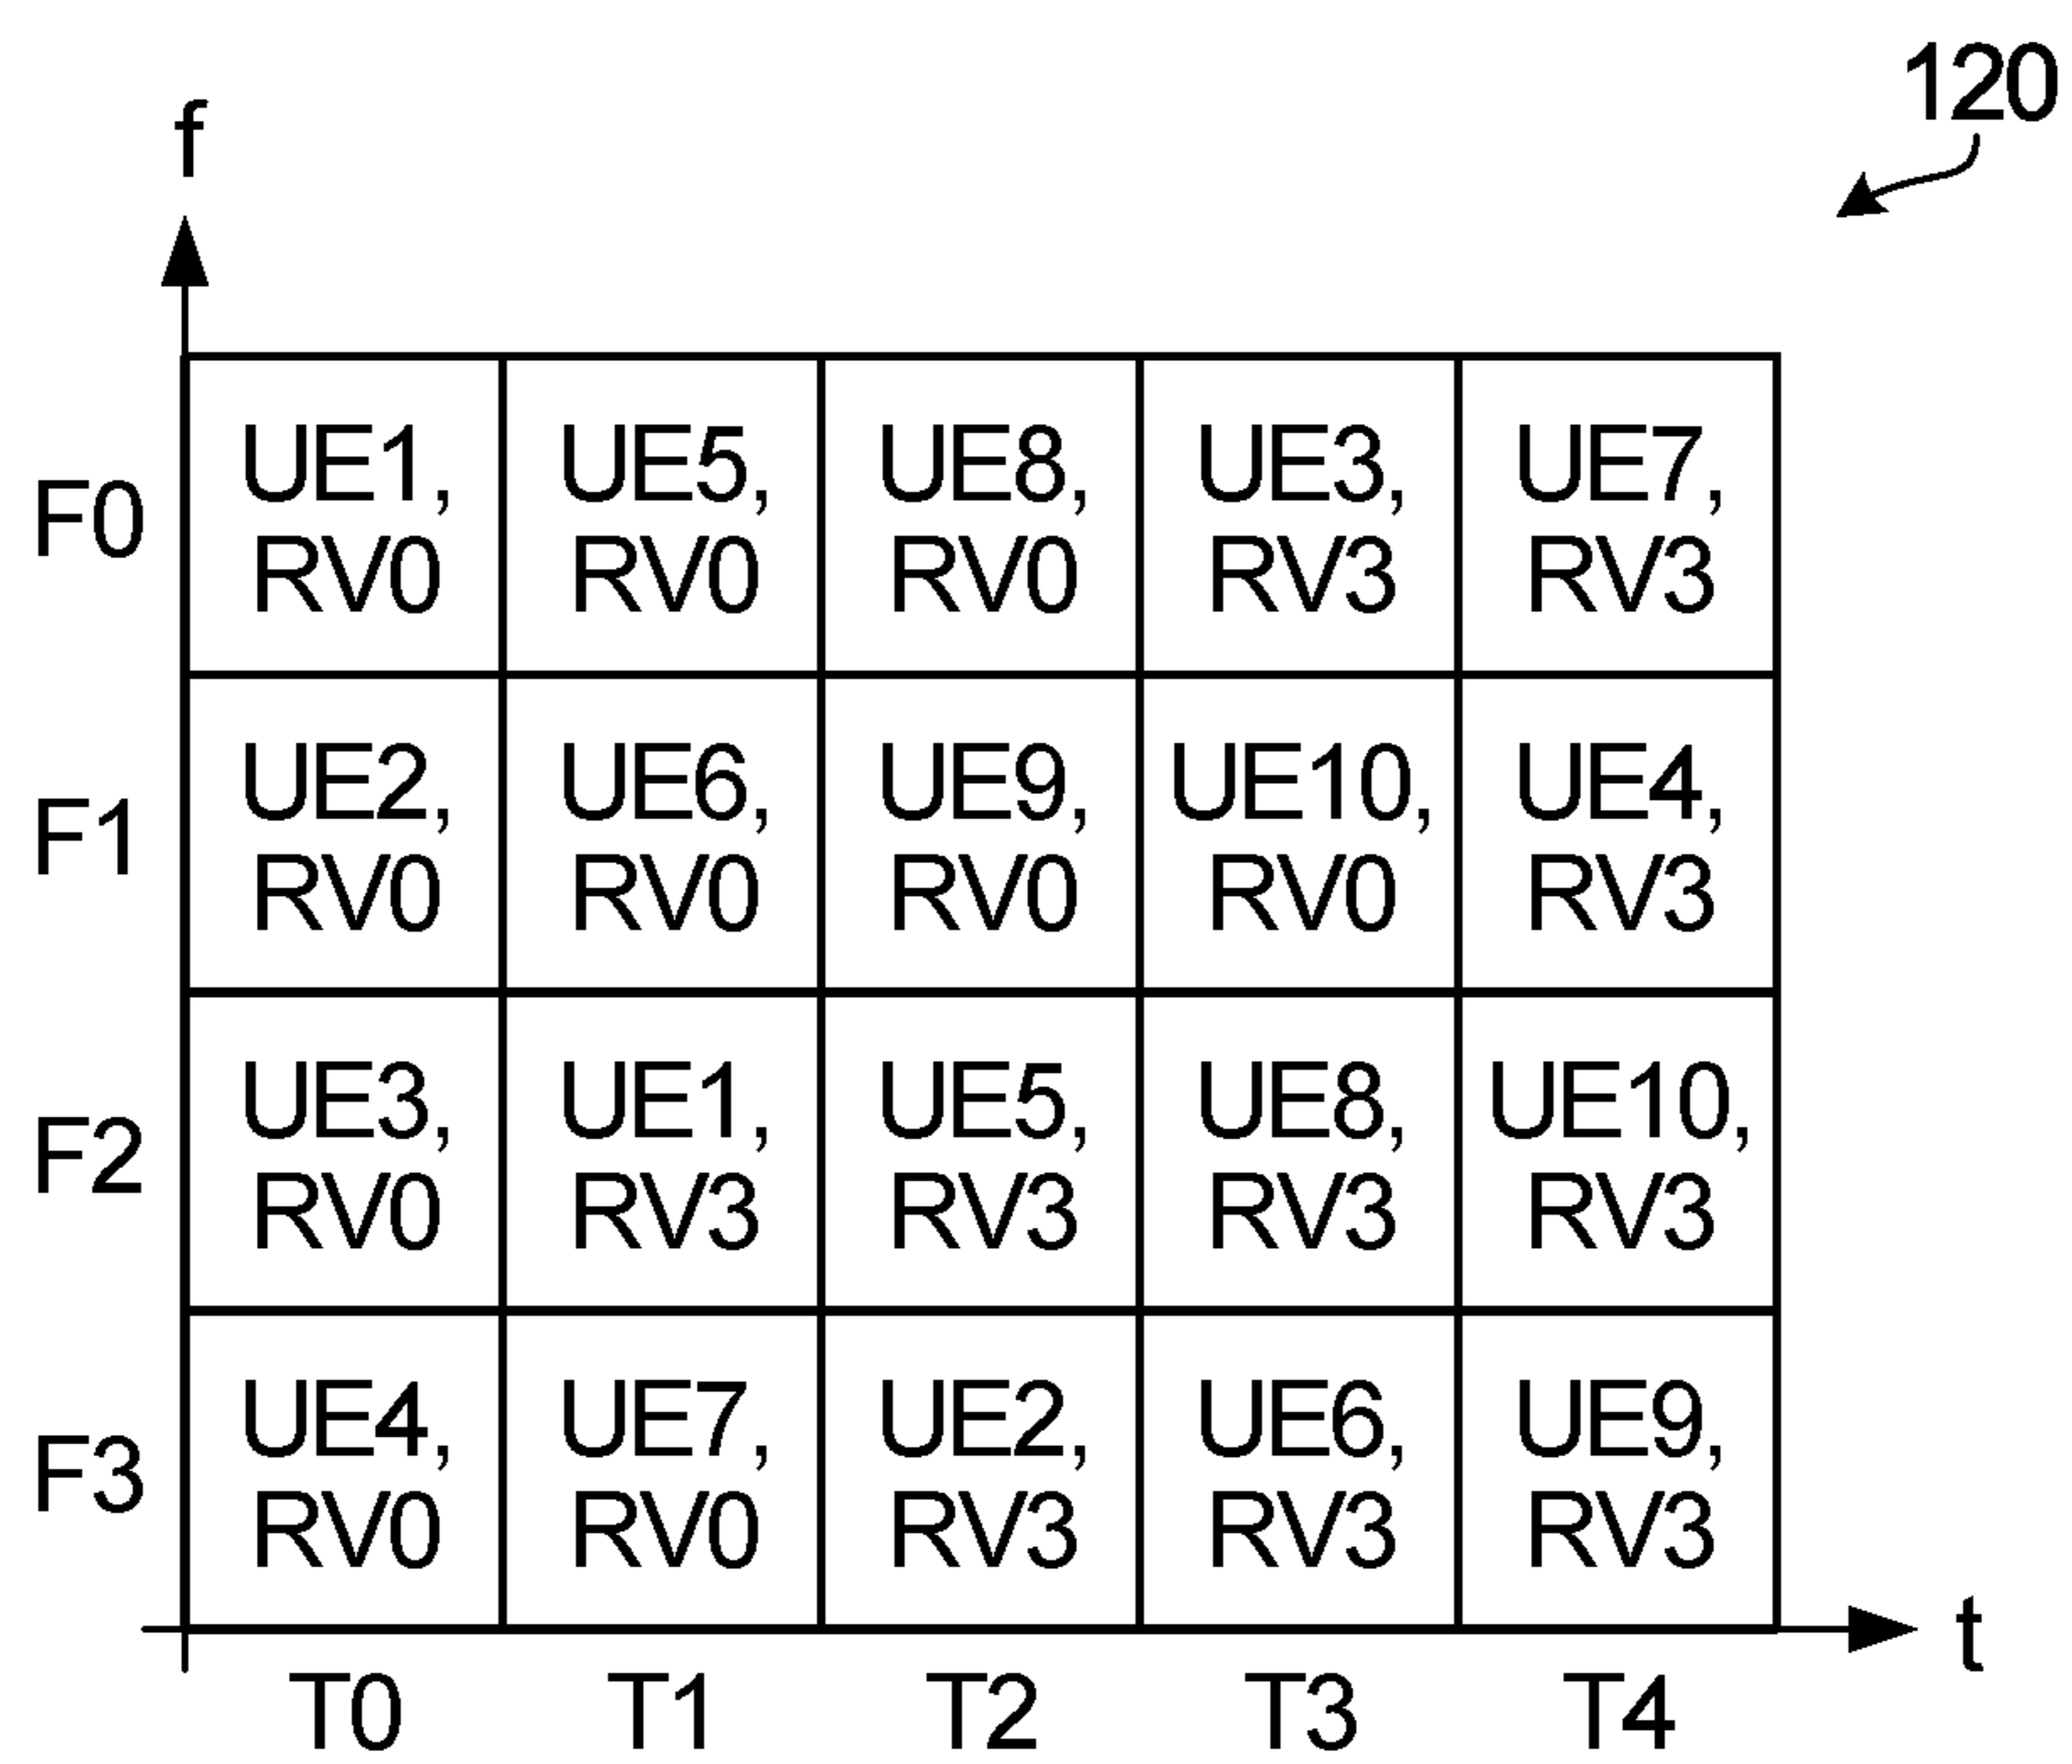 120
f
F0
UE1,
RV0
UE5,
RV0
UE8,
RV0
UE3,
RV3
UE7,
RV3
F1
UE2,
RV0
UE6,
RV0
UE9,
RV0
UE10,
RV0
UE4,
RV3
F2
UE3,
RV0
UE1,
RV3
UE5,
RV3
UE8,
RV3
UE10,
RV3
F3
UE4,
RV0
UE7,
RV0
UE2,
RV3
UE6,
RV3
UE9,
RV3
t
T0
T1
T2
T3
T4